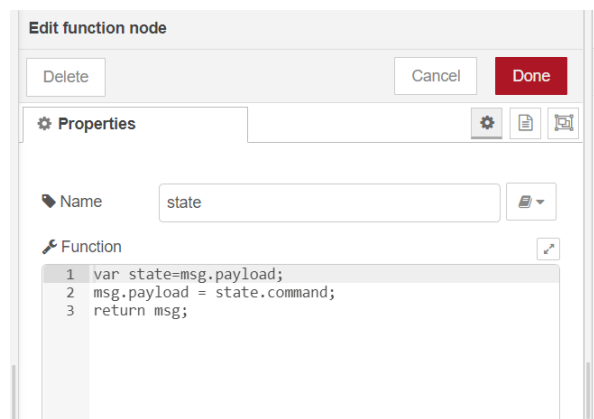 Edit function node
Delete
Cancel
Done
Properties
Name
state
Function
1 var state=msg.payload;
2 msg.payload = state.command;
3 return msg;